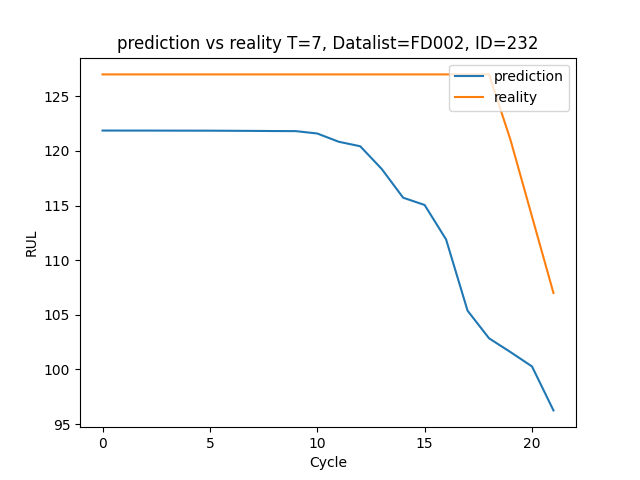 prediction vs reality T=7, Datalist=FD002, ID=232
prediction
reality
125
120
115
110
105
100
95
RUL
0
5
10
15
20
Cycle